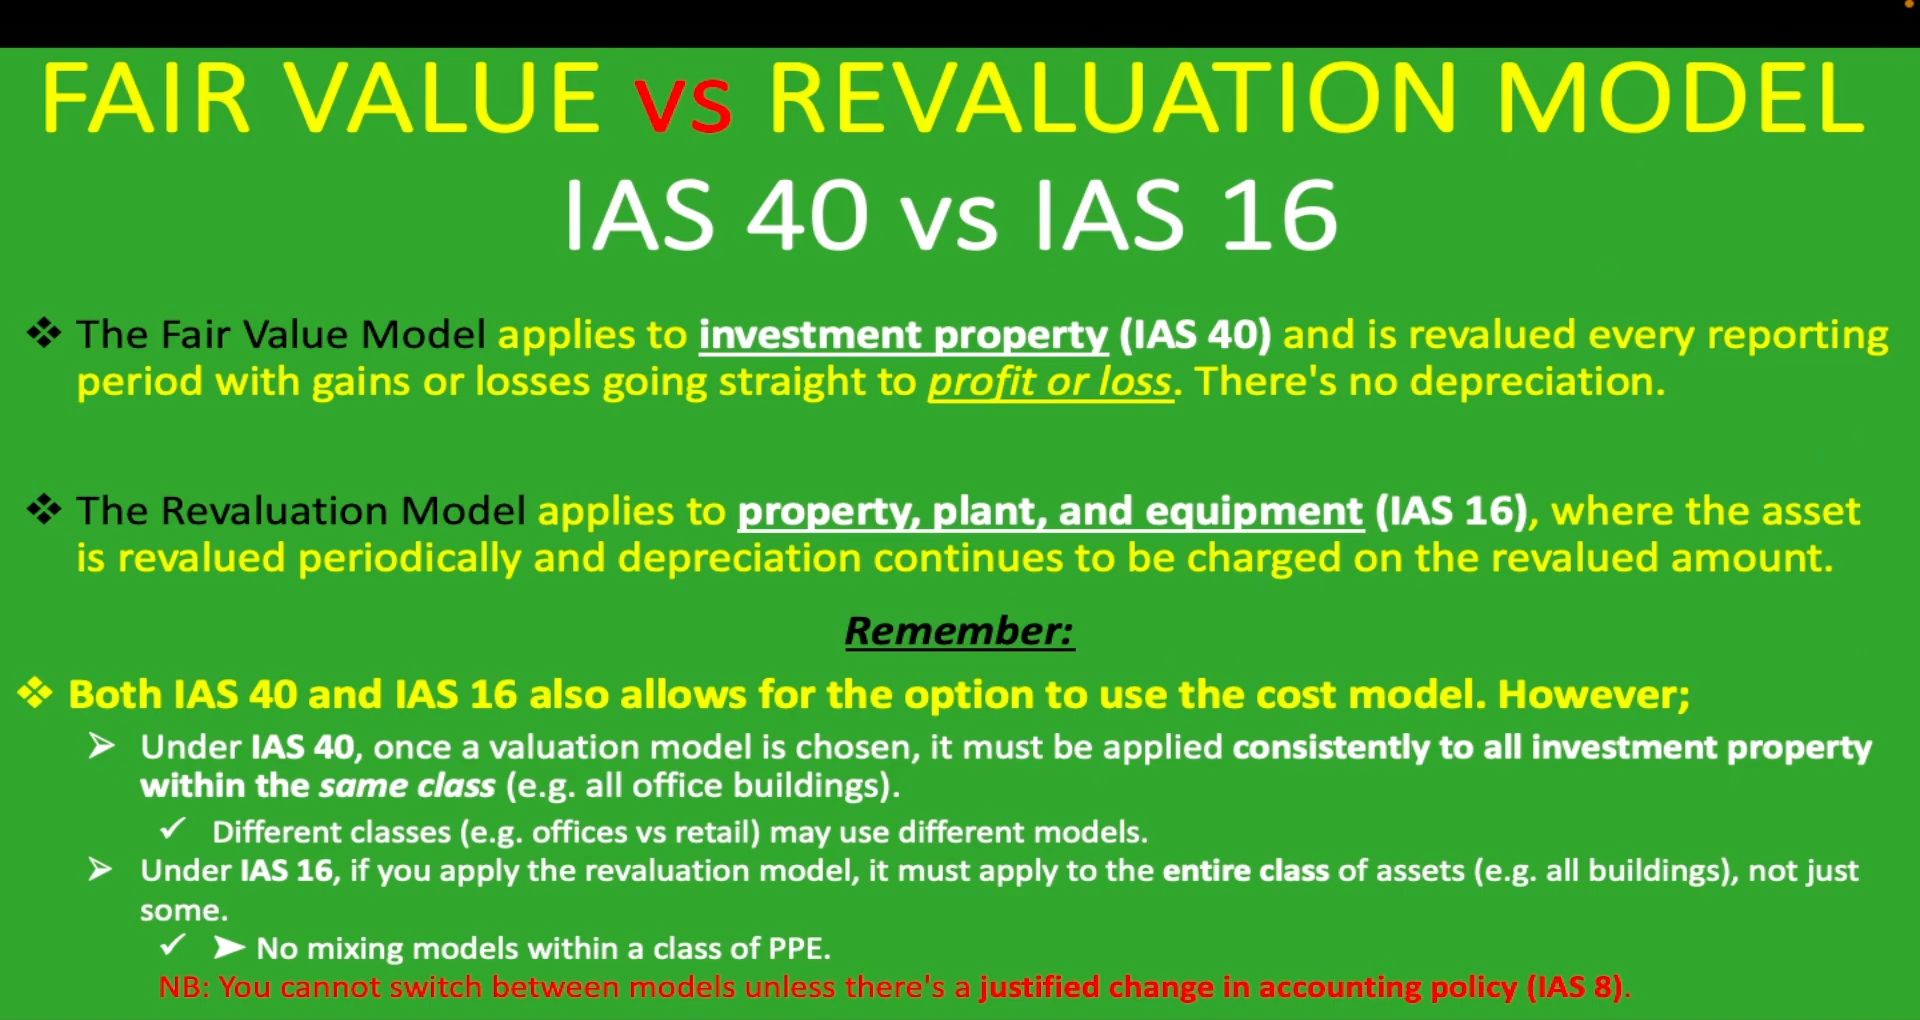 FAIR VALUE vs REVALUATION MODEL
IAS 40 vs IAS 16
❖ The Fair Value Model applies to investment property (IAS 40) and is revalued every reporting
period with gains or losses going straight to profit or loss. There's no depreciation.
❖ The Revaluation Model applies to property, plant, and equipment (IAS 16), where the asset
is revalued periodically and depreciation continues to be charged on the revalued amount.
Remember:
❖ Both IAS 40 and IAS 16 also allows for the option to use the cost model. However;
➢ Under IAS 40, once a valuation model is chosen, it must be applied consistently to all investment property
within the same class (e.g. all office buildings).
✓ Different classes (e.g. offices vs retail) may use different models.
➢ Under IAS 16, if you apply the revaluation model, it must apply to the entire class of assets (e.g. all buildings), not just
some.
✓ ➤ No mixing models within a class of PPE.
NB: You cannot switch between models unless there's a justified change in accounting policy (IAS 8).